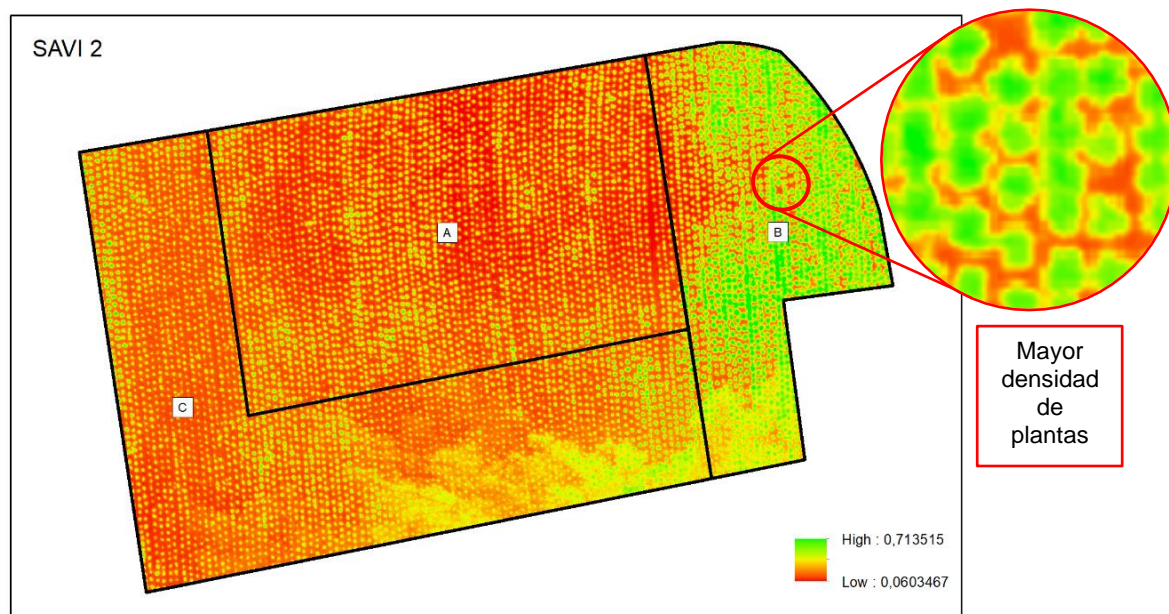 SAVI 2
A
B
C
Mayor
densidad
de
plantas
High : 0,713515
Low : 0,0603467